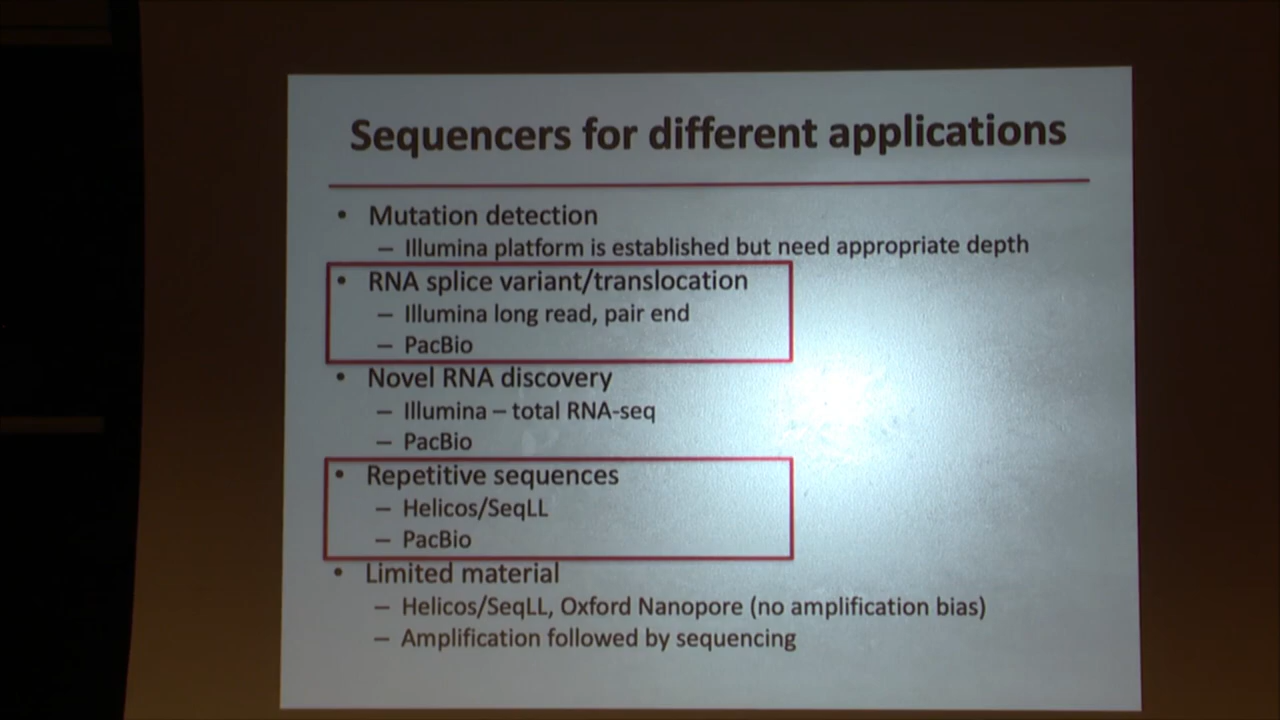 Sequencers for different applications
• Mutation detection
– Illumina platform is established but need appropriate depth
• RNA splice variant/translocation
– Illumina long read, pair end
– PacBio
• Novel RNA discovery
– Illumina – total RNA-seq
– PacBio
• Repetitive sequences
– Helicos/SeqLL
– PacBio
• Limited material
– Helicos/SeqLL, Oxford Nanopore (no amplification bias)
– Amplification followed by sequencing